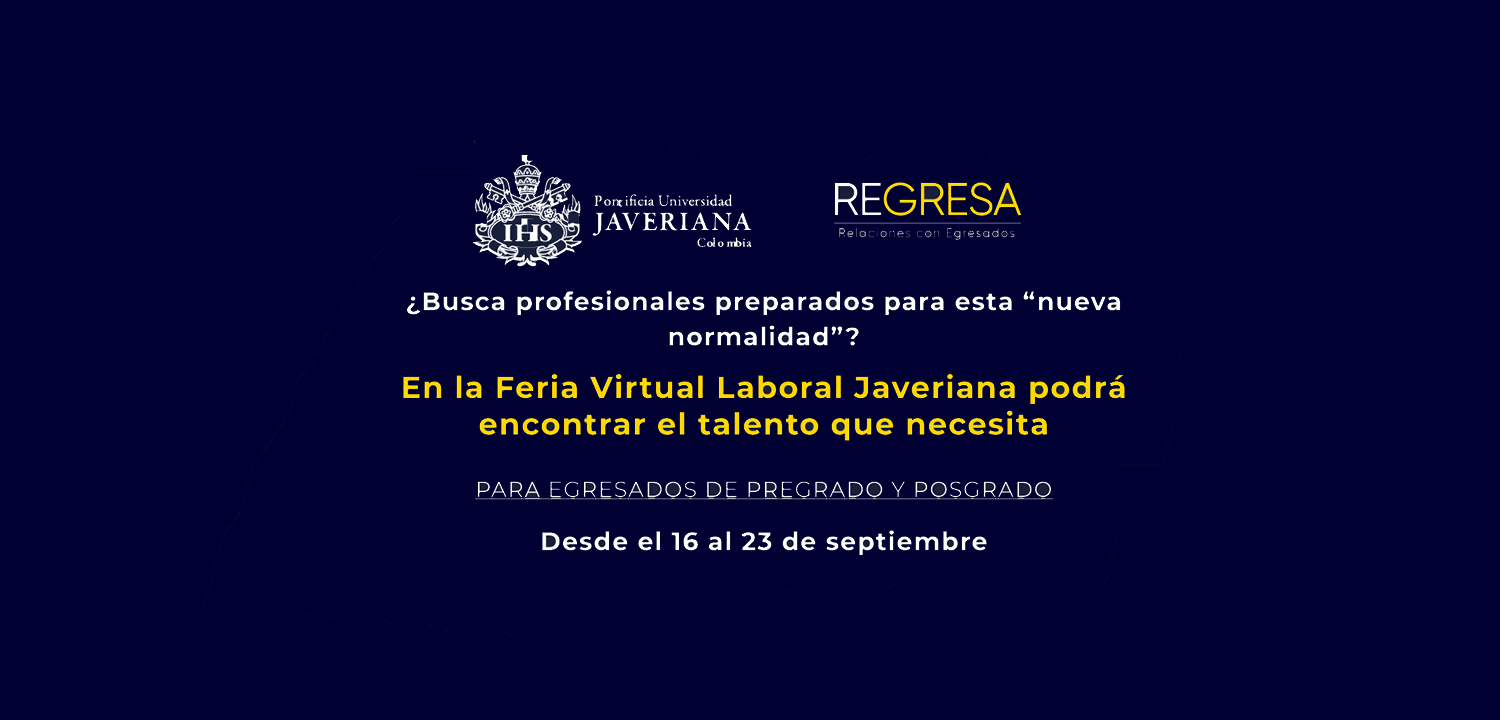 IHS
Pontificia Universidad
JAVERIANA
Colombia
REGRESA
Relaciones con Egresados
¿Busca profesionales preparados para esta “nueva
normalidad”?
En la Feria Virtual Laboral Javeriana podrá
encontrar el talento que necesita
PARA EGRESADOS DE PREGRADO Y POSGRADO
Desde el 16 al 23 de septiembre